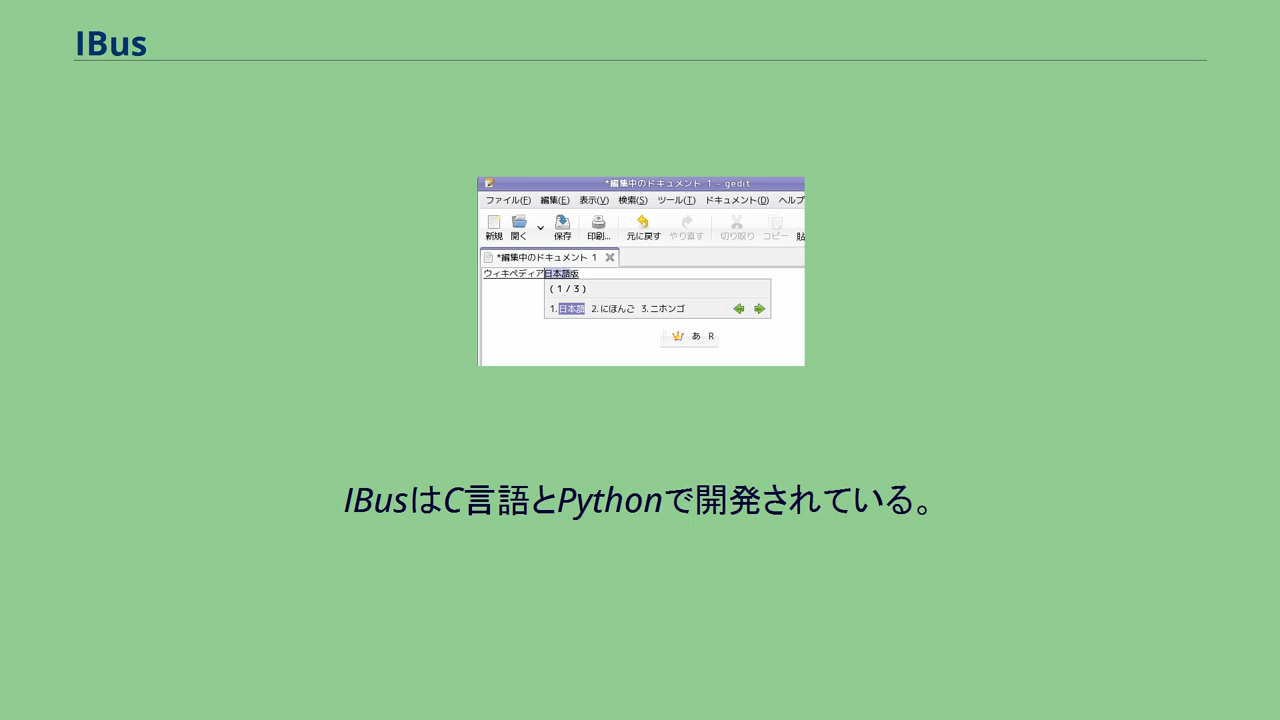 IBus
*編集中のドキュメント 1 - gedit
ファイル(F) 編集(E) 表示(V) 検索(S) ツール(T) ドキュメント(D) ヘルプ
新規 開く 保存 印刷... 元に戻す やり直す 切り取り コピー 貼
*編集中のドキュメント 1
ウィキペディア日本語版
( 1 / 3 )
1.日本語 2.にほんご 3.ニホンゴ
あ R
IBusはC言語とPythonで開発されている。